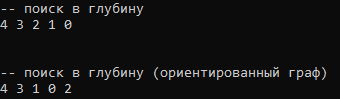 -- поиск в глубину
4 3 2 1 0
-- поиск в глубину (ориентированный граф)
4 3 1 0 2